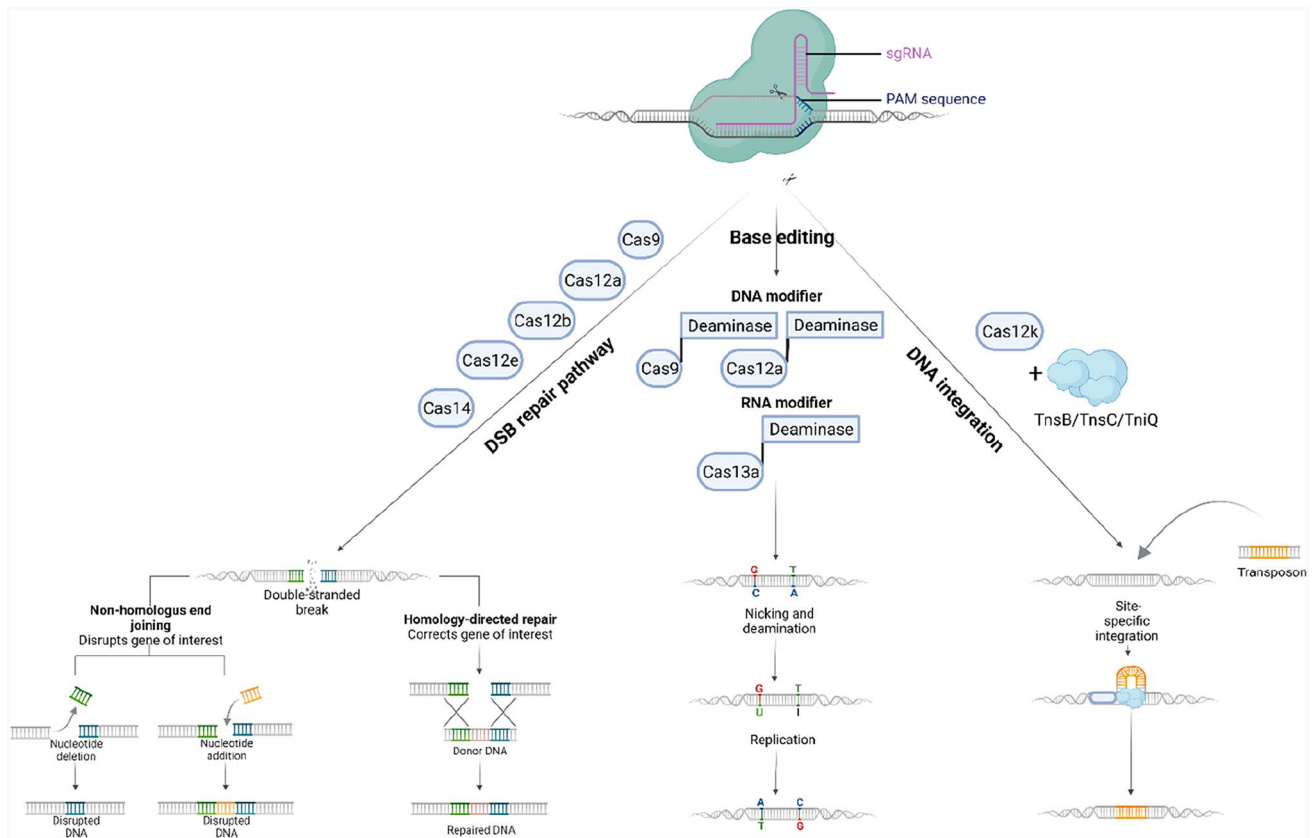 sgRNA
PAM sequence
Cas9
Cas12a
Cas12b
Cas12e
Cas14
DSB repair pathway
Base editing
DNA modifier
Deaminase
Deaminase
Cas9
Cas12a
RNA modifier
Deaminase
Cas13a
DNA integration
Cas12k
+
TnsB/TnsC/TniQ
Transposon
Double-stranded
break
Non-homologus end
joining
Disrupts gene of interest
Homology-directed repair
Corrects gene of interest
Nucleotide
deletion
Nucleotide
addition
Disrupted
DNA
Disrupted
DNA
Donor DNA
Repaired DNA
G T
C A
Nicking and
deamination
G T
U I
Replication
A C
T G
Site-
specific
integration